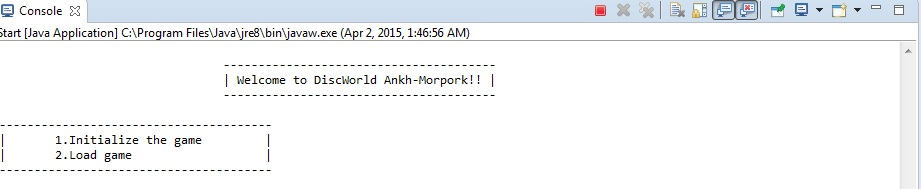 Console
Start [Java Application] C:\Program Files\Java\jre8\bin\javaw.exe (Apr 2, 2015, 1:46:56 AM)
---------------------------------------
| Welcome to DiscWorld Ankh-Morpork!! |
---------------------------------------
---------------------------------------
|       1.Initialize the game         |
|       2.Load game                   |
---------------------------------------